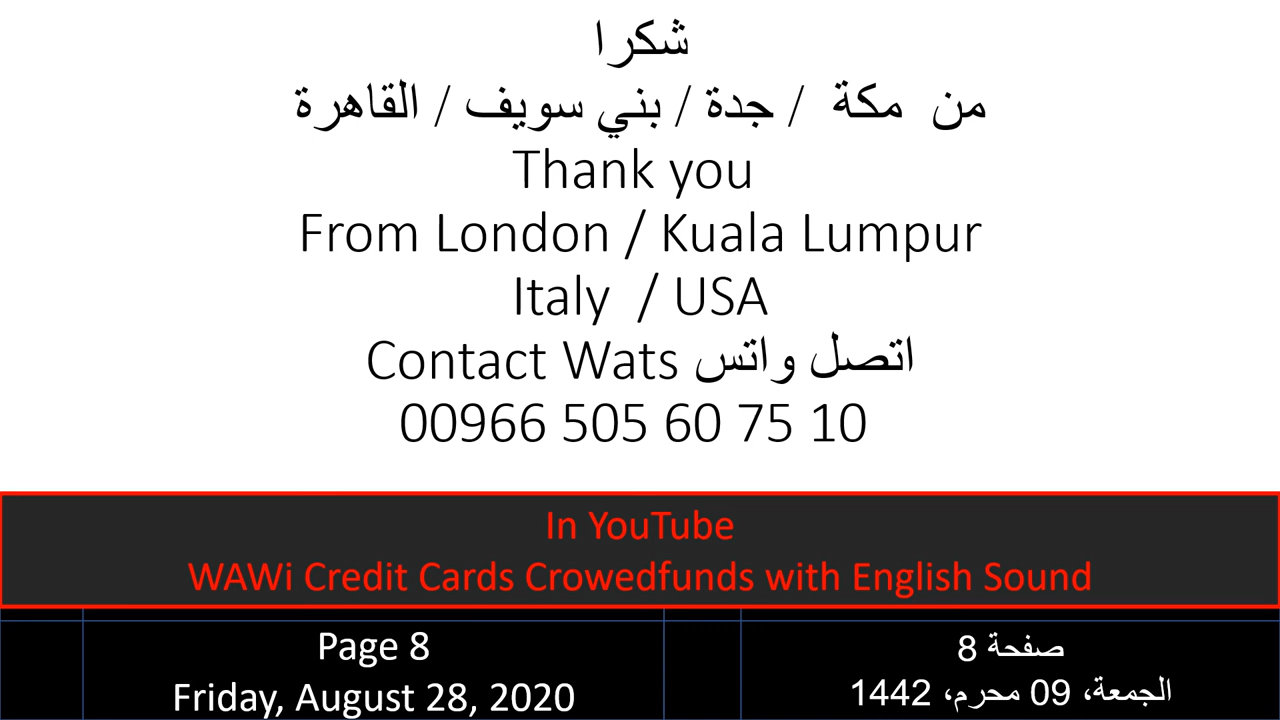 شكرا
من مكة / جدة / بني سويف / القاهرة
Thank you
From London / Kuala Lumpur
Italy / USA
Contact Wats اتصل واتس
00966 505 60 75 10
In YouTube
WAWi Credit Cards Crowedfunds with English Sound
Page 8
Friday, August 28, 2020
صفحة 8
الجمعة، 09 محرم، 1442